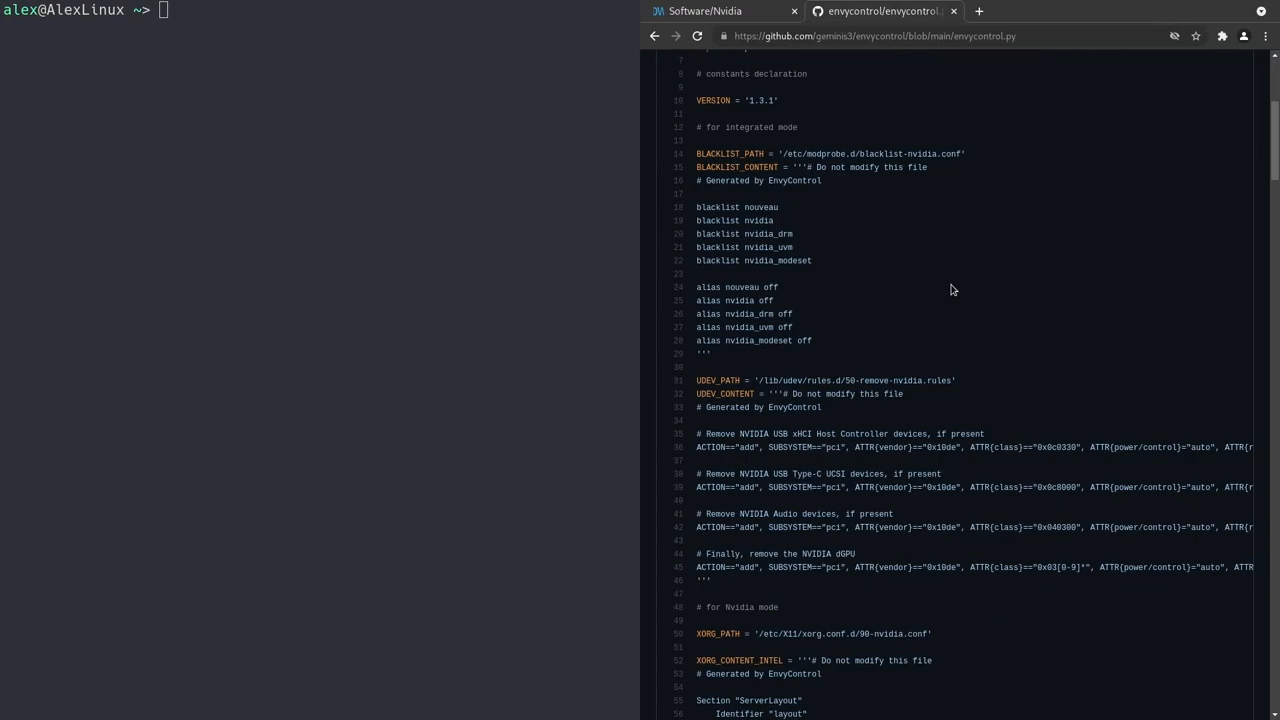 alex@AlexLinux ~>
Software/Nvidia
envycontrol/envycontrol.
https://github.com/geminis3/envycontrol/blob/main/envycontrol.py
7
8 # constants declaration
9
10 VERSION = '1.3.1'
11
12 # for integrated mode
13
14 BLACKLIST_PATH = '/etc/modprobe.d/blacklist-nvidia.conf'
15 BLACKLIST_CONTENT = '''# Do not modify this file
16 # Generated by EnvyControl
17
18 blacklist nouveau
19 blacklist nvidia
20 blacklist nvidia_drm
21 blacklist nvidia_uvm
22 blacklist nvidia_modeset
23
24 alias nouveau off
25 alias nvidia off
26 alias nvidia_drm off
27 alias nvidia_uvm off
28 alias nvidia_modeset off
29 '''
30
31 UDEV_PATH = '/lib/udev/rules.d/50-remove-nvidia.rules'
32 UDEV_CONTENT = '''# Do not modify this file
33 # Generated by EnvyControl
34
35 # Remove NVIDIA USB xHCI Host Controller devices, if present
36 ACTION=="add", SUBSYSTEM=="pci", ATTR{vendor}=="0x10de", ATTR{class}=="0x0c0330", ATTR{power/control}="auto", ATTR{r
37
38 # Remove NVIDIA USB Type-C UCSI devices, if present
39 ACTION=="add", SUBSYSTEM=="pci", ATTR{vendor}=="0x10de", ATTR{class}=="0x0c8000", ATTR{power/control}="auto", ATTR{r
40
41 # Remove NVIDIA Audio devices, if present
42 ACTION=="add", SUBSYSTEM=="pci", ATTR{vendor}=="0x10de", ATTR{class}=="0x040300", ATTR{power/control}="auto", ATTR{r
43
44 # Finally, remove the NVIDIA dGPU
45 ACTION=="add", SUBSYSTEM=="pci", ATTR{vendor}=="0x10de", ATTR{class}=="0x03[0-9]*", ATTR{power/control}="auto", ATTR
46 '''
47
48 # for Nvidia mode
49
50 XORG_PATH = '/etc/X11/xorg.conf.d/90-nvidia.conf'
51
52 XORG_CONTENT_INTEL = '''# Do not modify this file
53 # Generated by EnvyControl
54
55 Section "ServerLayout"
56 Identifier "layout"